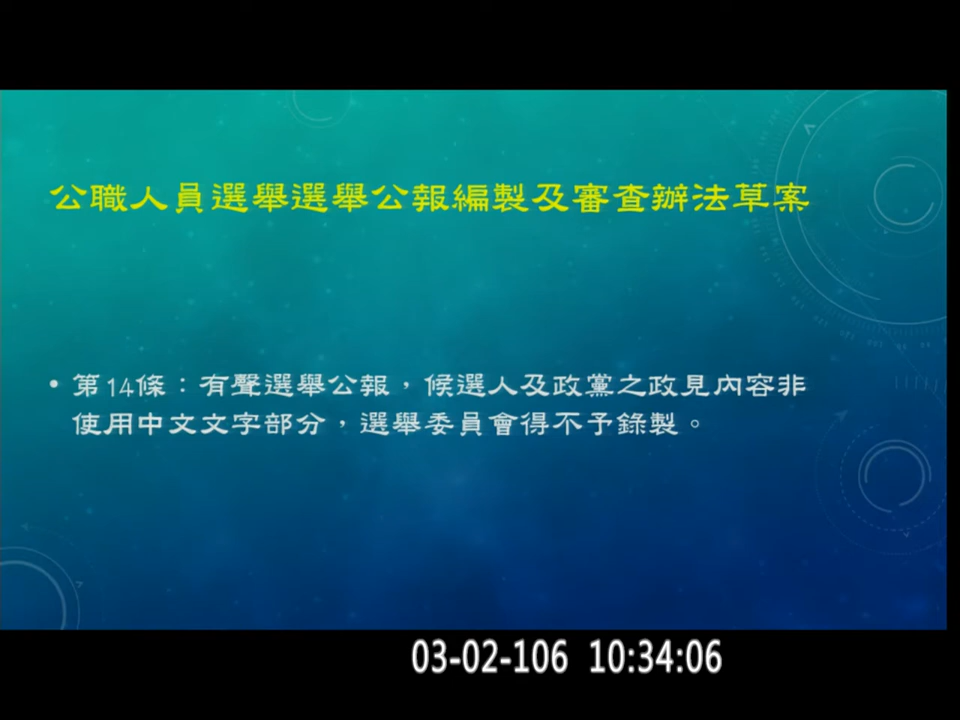 公職人員選舉選舉公報編製及審查辦法草案
• 第14條：有聲選舉公報，候選人及政黨之政見內容非
使用中文文字部分，選舉委員會得不予錄製。
03-02-106 10:34:06